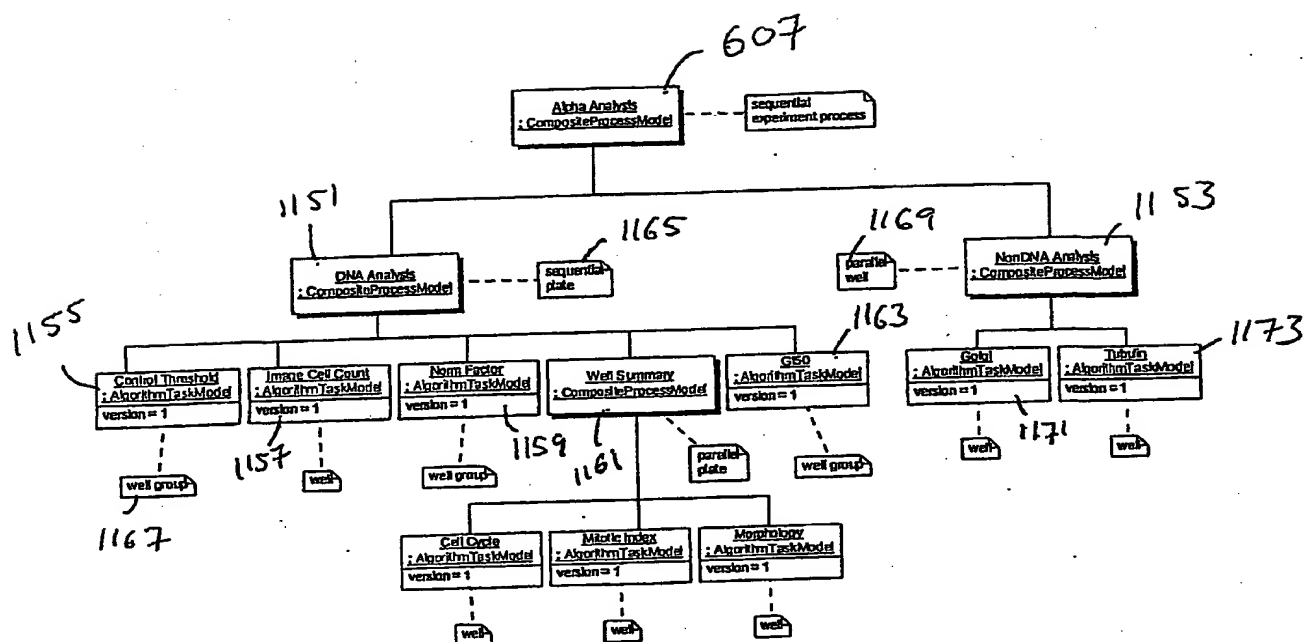 607
Alpha Analysis
: CompositeProcessModel
sequential
experiment process
1151
1165
1169
1153
DNA Analysis
: CompositeProcessModel
sequential
plate
parallel
well
NonDNA Analysis
: CompositeProcessModel
1155
1163
1173
Control Threshold
: AlgorithmTaskModel
version = 1
Image Cell Count
: AlgorithmTaskModel
version = 1
Norm Factor
: AlgorithmTaskModel
version = 1
Well Summary
: CompositeProcessModel
GI50
: AlgorithmTaskModel
version = 1
Golgi
: AlgorithmTaskModel
version = 1
Tubulin
: AlgorithmTaskModel
version = 1
1157
1159
1161
1171
well group
well
well group
parallel
plate
well group
well
well
1167
Cell Cycle
: AlgorithmTaskModel
version = 1
Mitotic Index
: AlgorithmTaskModel
version = 1
Morphology
: AlgorithmTaskModel
version = 1
well
well
well